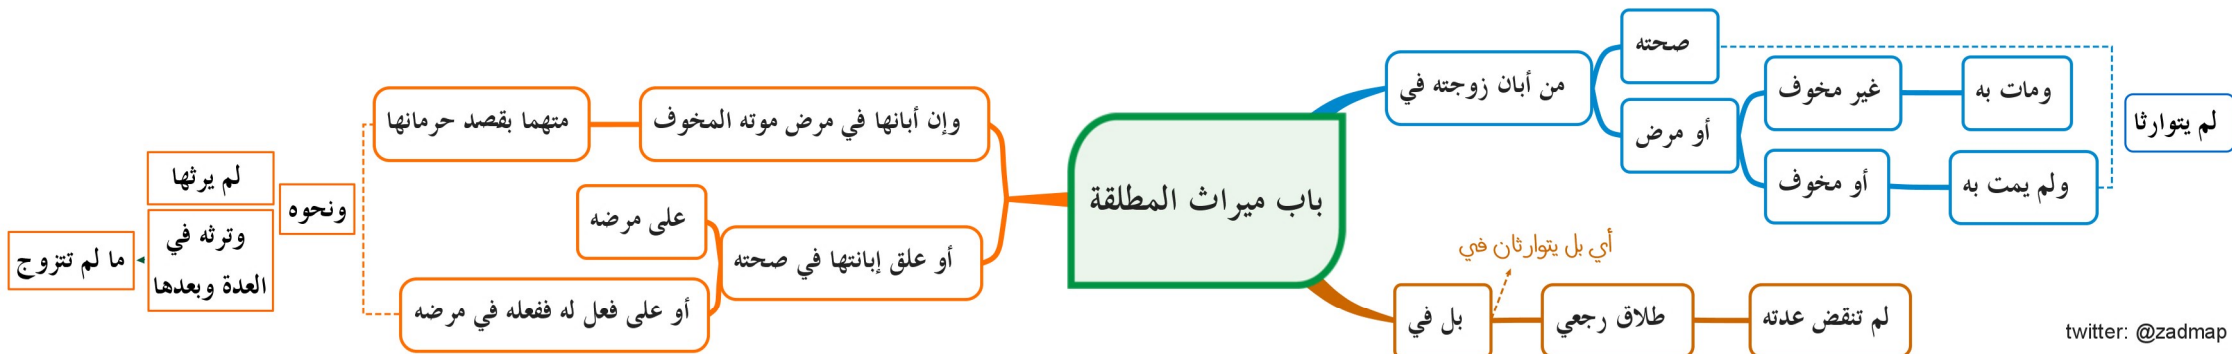 باب ميراث المطلقة
من أبان زوجته في
صحته
أو مرض
غير مخوف
ومات به
أو مخوف
ولم يمت به
لم يتوارثا
بل في
أي بل يتوارثان في
طلاق رجعي
لم تنقض عدته
وإن أبانها في مرض موته المخوف
متهما بقصد حرمانها
أو علق إبانتها في صحته
على مرضه
أو على فعل له ففعله في مرضه
ونحوه
لم يرثها
وترثه في
العدة وبعدها
ما لم تتزوج
twitter: @zadmap